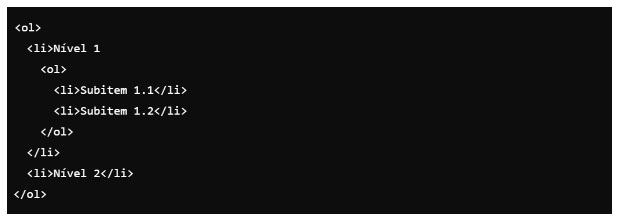 <ol>
  <li>Nível 1
    <ol>
      <li>Subitem 1.1</li>
      <li>Subitem 1.2</li>
    </ol>
  </li>
  <li>Nível 2</li>
</ol>